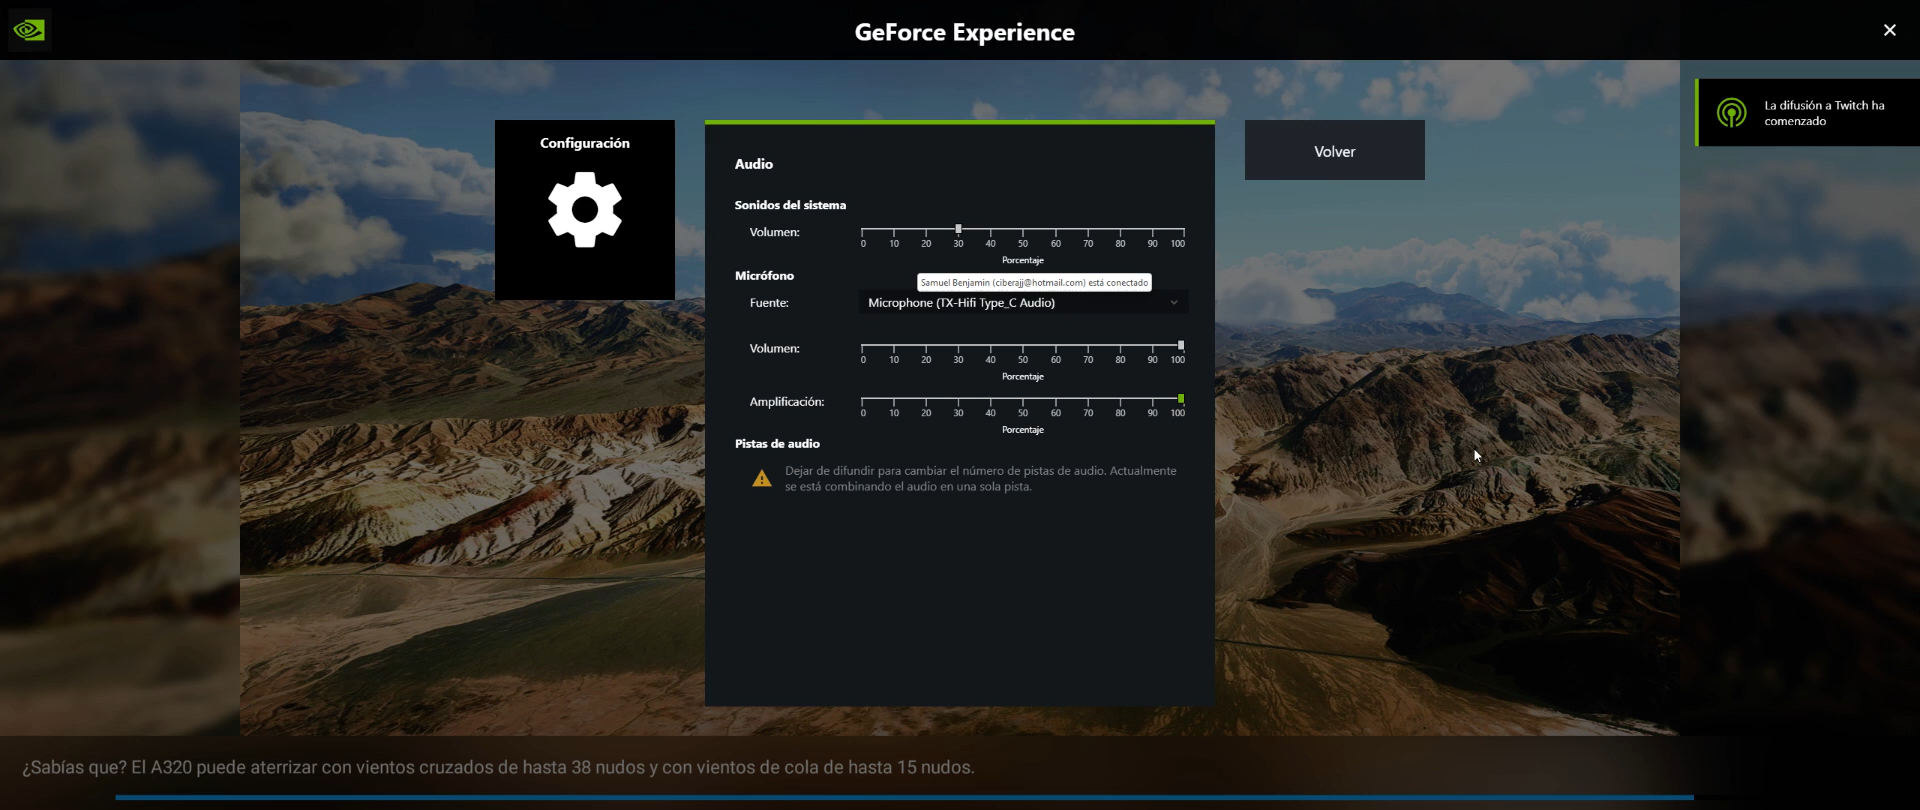 GeForce Experience
La difusión a Twitch ha
comenzado
Configuración
Volver
Audio
Sonidos del sistema
Volumen:
0 10 20 30 40 50 60 70 80 90 100
Porcentaje
Micrófono
Samuel Benjamin (ciberajj@hotmail.com) está conectado
Fuente:
Microphone (TX-Hifi Type_C Audio)
Volumen:
0 10 20 30 40 50 60 70 80 90 100
Porcentaje
Amplificación:
0 10 20 30 40 50 60 70 80 90 100
Porcentaje
Pistas de audio
Dejar de difundir para cambiar el número de pistas de audio. Actualmente
se está combinando el audio en una sola pista.
¿Sabías que? El A320 puede aterrizar con vientos cruzados de hasta 38 nudos y con vientos de cola de hasta 15 nudos.